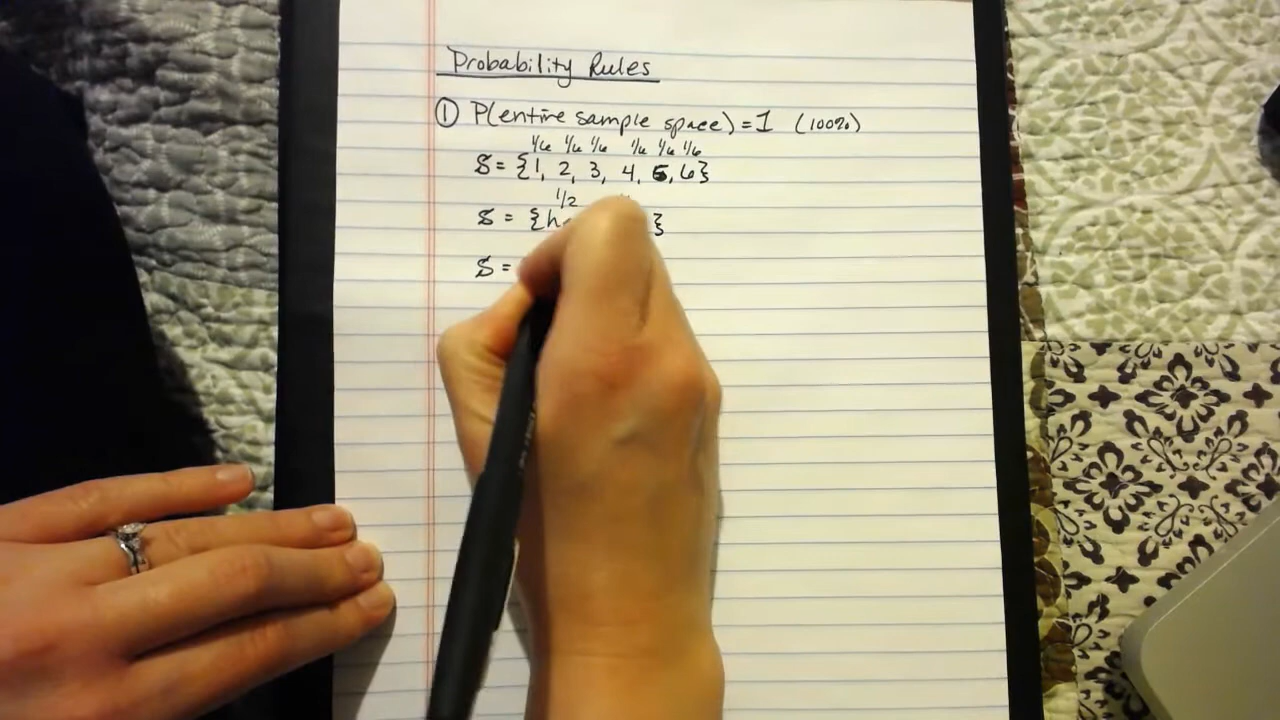 Probability Rules
① P(entire sample space) = 1 (100%)
1/6 1/6 1/6 1/6 1/6 1/6
S = {1, 2, 3, 4, 5, 6}
1/2
S = { }
S =